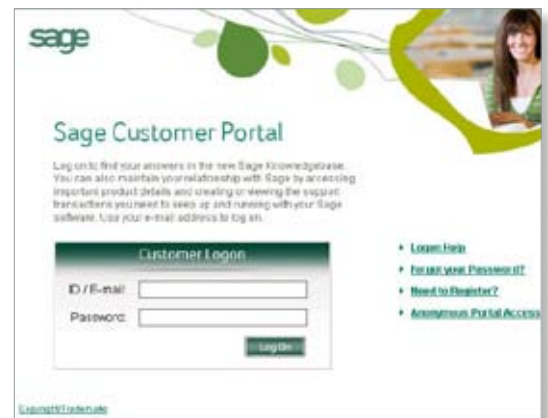 sage
Sage Customer Portal
Log on to find your answers in the new Sage Knowledgebase.
You can also maintain your relationship with Sage by accessing
important product details and creating or viewing the support
transactions you need to keep up and running with your Sage
software. Use your e-mail address to log on.
Customer Logon
ID / E-mail:
Password:
Log On
Logon Help
Forgot your Password?
Need to Register?
Anonymous Portal Access
Copyright/Trademarks